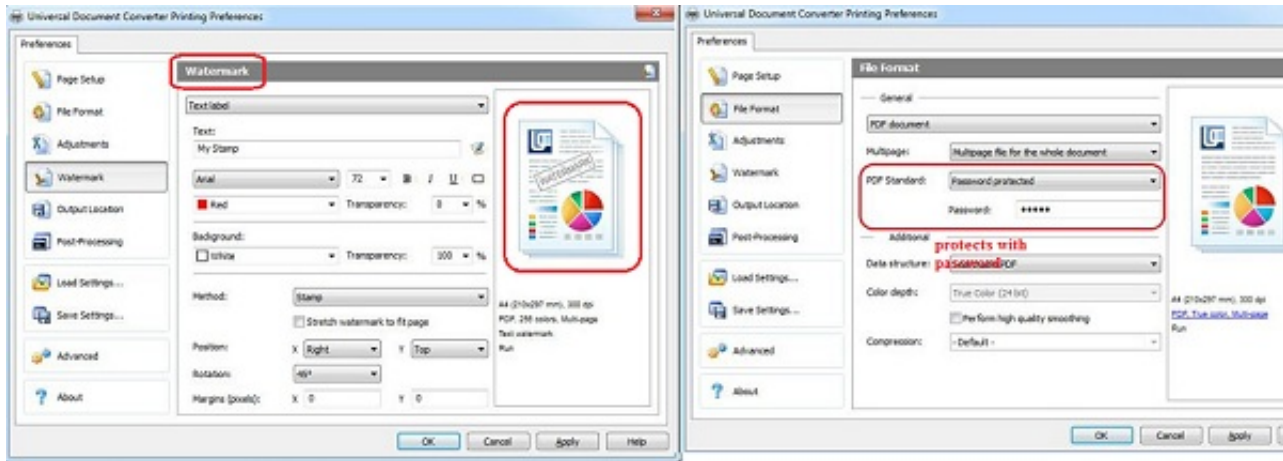 Universal Document Converter Printing Preferences
Preferences
Page Setup
File Format
Adjustments
Watermark
Output Location
Post-Processing
Load Settings...
Save Settings...
Advanced
About
Watermark
Text label
Text:
My Stamp
Arial 72 B I U
Red Transparency: 0 %
Background:
White Transparency: 100 %
Method: Stamp
Stretch watermark to fit page
Position: X Right Y Top
Rotation: 45°
Margins (pixels): X 0 Y 0
WATERMARK
A4 (210x297 mm), 300 dpi
PDF, 256 colors, Multi-page
Text watermark
Run
OK Cancel Apply Help
Universal Document Converter Printing Preferences
Preferences
Page Setup
File Format
Adjustments
Watermark
Output Location
Post-Processing
Load Settings...
Save Settings...
Advanced
About
File Format
General
PDF document
Multipage: Multipage file for the whole document
PDF Standard: Password protected
Password: *****
Additional
protects with
password
Data structure: PDF
Color depth: True Color (24 bit)
Perform high quality smoothing
Compression: - Default -
A4 (210x297 mm), 300 dpi
PDF, True color, Multi-page
Run
OK Cancel Apply